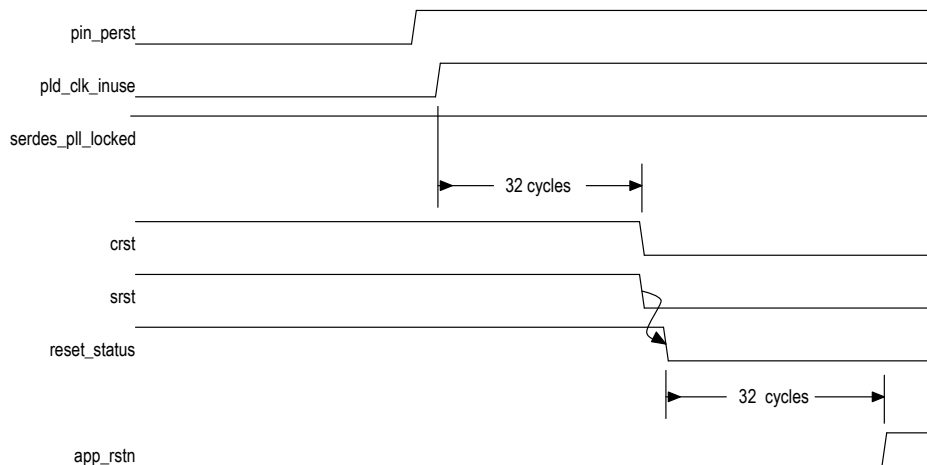 pin_perst
pld_clk_inuse
serdes_pll_locked
32 cycles
crst
srst
reset_status
32 cycles
app_rstn